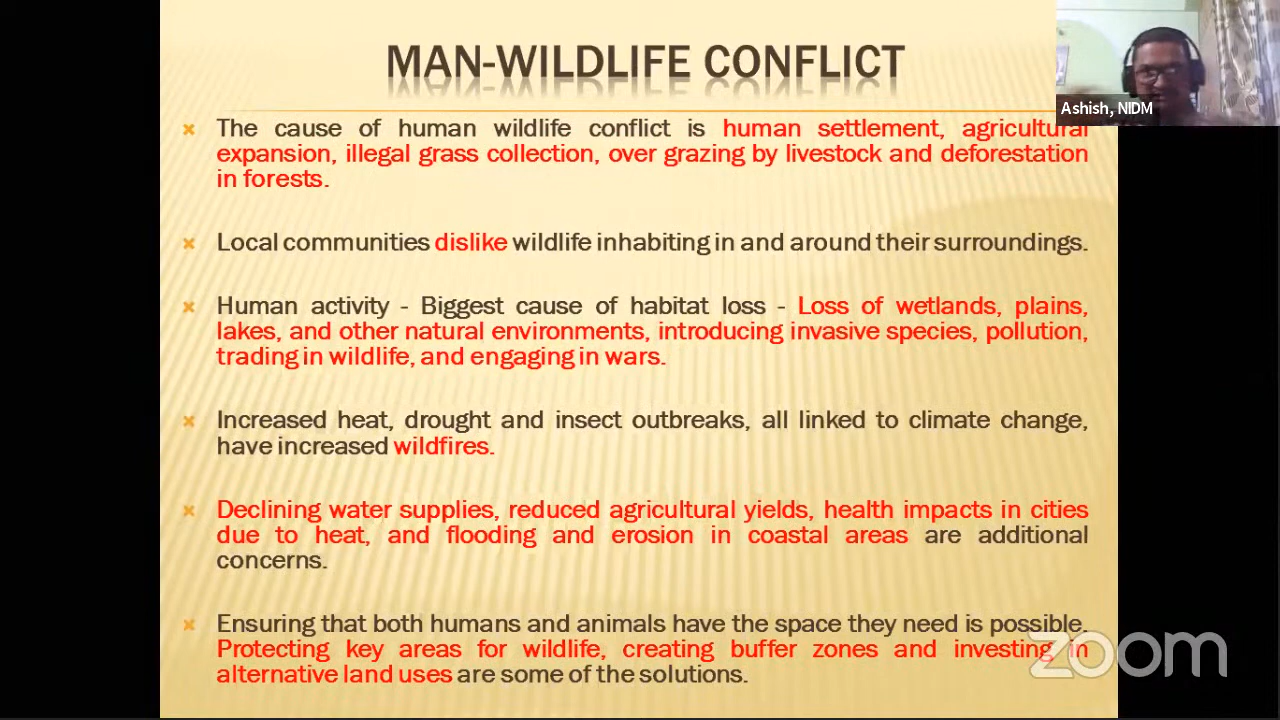 MAN-WILDLIFE CONFLICT
Ashish, NIDM
The cause of human wildlife conflict is human settlement, agricultural
expansion, illegal grass collection, over grazing by livestock and deforestation
in forests.
Local communities dislike wildlife inhabiting in and around their surroundings.
Human activity - Biggest cause of habitat loss - Loss of wetlands, plains,
lakes, and other natural environments, introducing invasive species, pollution,
trading in wildlife, and engaging in wars.
Increased heat, drought and insect outbreaks, all linked to climate change,
have increased wildfires.
Declining water supplies, reduced agricultural yields, health impacts in cities
due to heat, and flooding and erosion in coastal areas are additional
concerns.
Ensuring that both humans and animals have the space they need is possible.
Protecting key areas for wildlife, creating buffer zones and investing in
alternative land uses are some of the solutions.
zoom